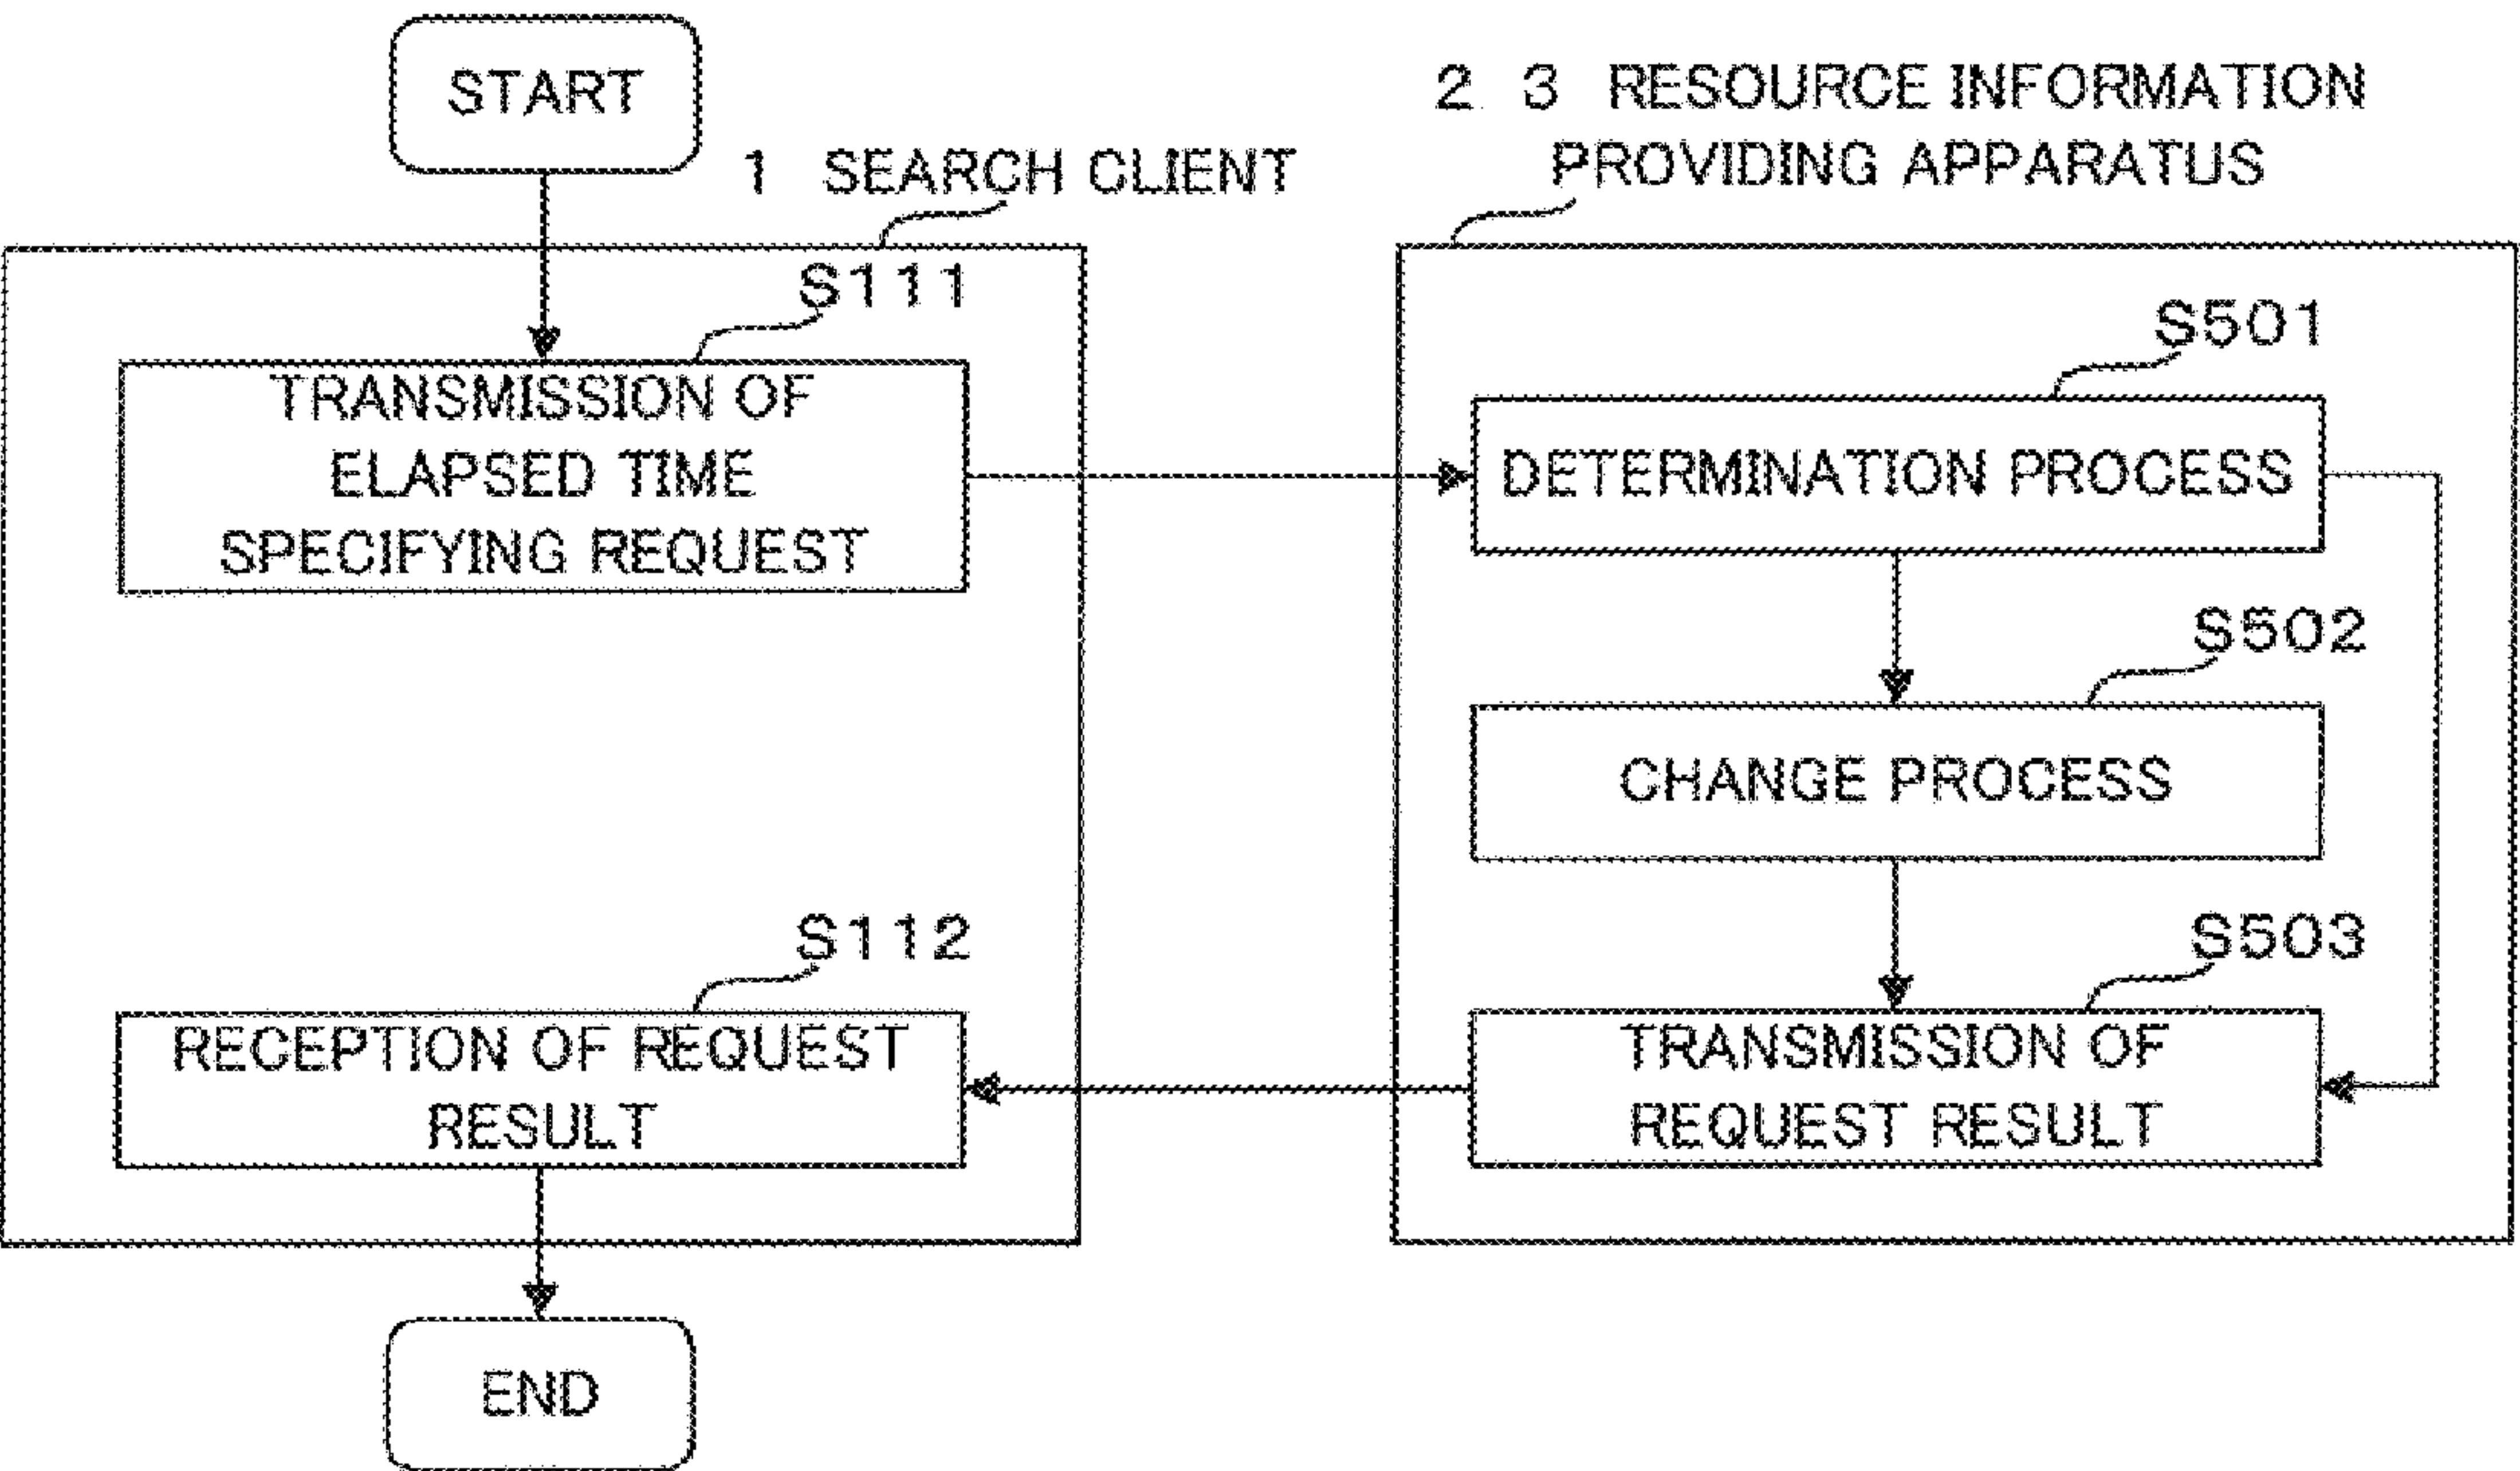 START
1 SEARCH CLIENT
2 3 RESOURCE INFORMATION
PROVIDING APPARATUS
S111
TRANSMISSION OF
ELAPSED TIME
SPECIFYING REQUEST
S501
DETERMINATION PROCESS
S502
CHANGE PROCESS
S503
TRANSMISSION OF
REQUEST RESULT
S112
RECEPTION OF REQUEST
RESULT
END